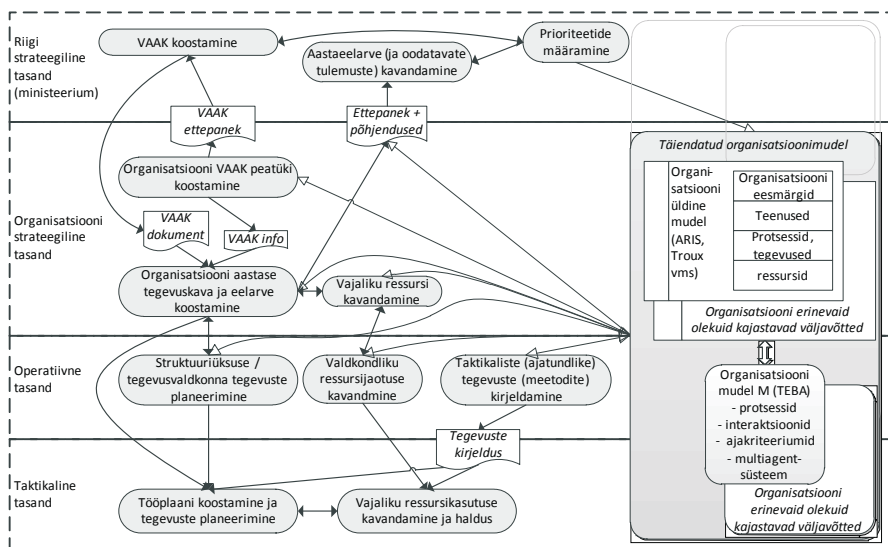 Riigi
strateegiline
tasand
(ministeerium)
VAAK koostamine
Aastaeelarve (ja oodatavate
tulemuste) kavandamine
Prioriteetide
määramine
VAAK
ettepanek
Ettepanek +
põhjendused
Organisatsiooni
strateegiline
tasand
Organisatsiooni VAAK peatüki
koostamine
VAAK
dokument
VAAK info
Organisatsiooni aastase
tegevuskava ja eelarve
koostamine
Vajaliku ressursi
kavandamine
Operatiivne
tasand
Struktuuriüksuse /
tegevusvaldkonna tegevuste
planeerimine
Valdkondliku
ressursijaotuse
kavandmine
Taktikaliste (ajatundlike)
tegevuste (meetodite)
kirjeldamine
Tegevuste
kirjeldus
Taktikaline
tasand
Tööplaani koostamine ja
tegevuste planeerimine
Vajaliku ressursikasutuse
kavandamine ja haldus
Täiendatud organisatsioonimudel
Organi-
satsiooni
üldine
mudel
(ARIS,
Troux
vms)
Organisatsiooni
eesmärgid
Teenused
Protsessid,
tegevused
ressursid
Organisatsiooni erinevaid
olekuid kajastavad väljavõtted
Organisatsiooni
mudel M (TEBA)
- protsessid
- interaktsioonid
- ajakriteeriumid
- multiagent-
süsteem
Organisatsiooni
erinevaid olekuid
kajastavad väljavõtted